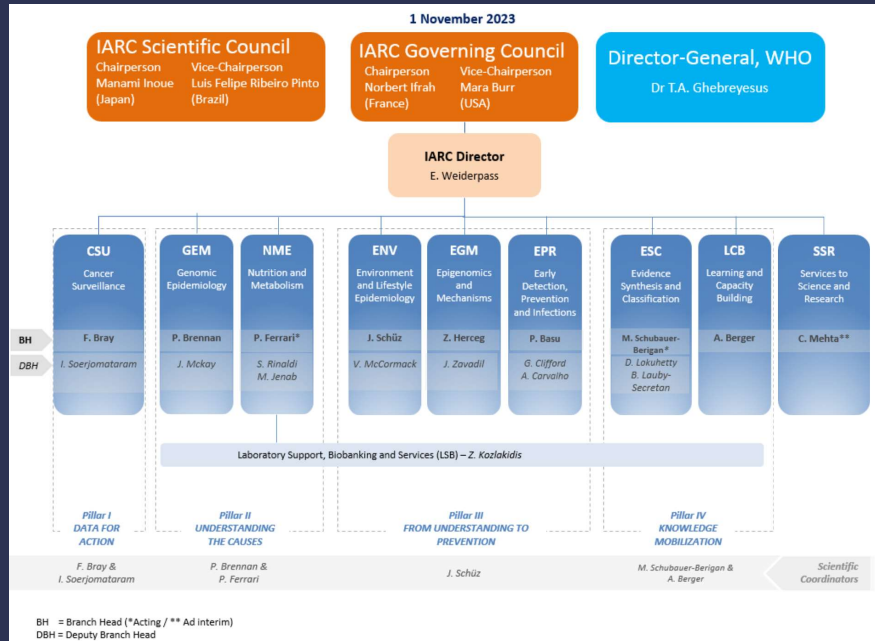 1 November 2023
IARC Scientific Council
Chairperson
Manami Inoue
(Japan)
Vice-Chairperson
Luis Felipe Ribeiro Pinto
(Brazil)
IARC Governing Council
Chairperson
Norbert Ifrah
(France)
Vice-Chairperson
Mara Burr
(USA)
Director-General, WHO
Dr T.A. Ghebreyesus
IARC Director
E. Weiderpass
CSU
Cancer
Surveillance
GEM
Genomic
Epidemiology
NME
Nutrition and
Metabolism
ENV
Environment
and Lifestyle
Epidemiology
EGM
Epigenomics
and
Mechanisms
EPR
Early
Detection,
Prevention
and Infections
ESC
Evidence
Synthesis and
Classification
LCB
Learning and
Capacity
Building
SSR
Services to
Science and
Research
BH
F. Bray
P. Brennan
P. Ferrari*
J. Schüz
Z. Herceg
P. Basu
M. Schubauer-
Berigan*
A. Berger
C. Mehta**
DBH
I. Soerjomataram
J. Mckay
S. Rinaldi
M. Jenab
V. McCormack
J. Zavadil
G. Clifford
A. Carvalho
D. Lokuhetty
B. Lauby-
Secretan
Laboratory Support, Biobanking and Services (LSB) – Z. Kozlakidis
Pillar I
DATA FOR
ACTION
Pillar II
UNDERSTANDING
THE CAUSES
Pillar III
FROM UNDERSTANDING TO
PREVENTION
Pillar IV
KNOWLEDGE
MOBILIZATION
F. Bray &
I. Soerjomataram
P. Brennan &
P. Ferrari
J. Schüz
M. Schubauer-Berigan &
A. Berger
Scientific
Coordinators
BH = Branch Head (*Acting / ** Ad interim)
DBH = Deputy Branch Head